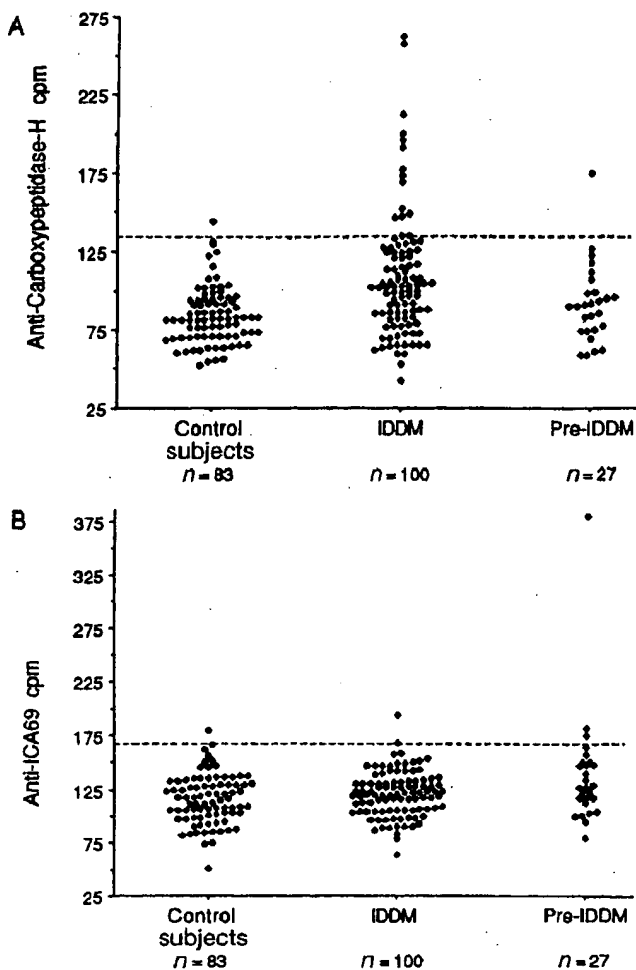 A
Anti-Carboxypeptidase-H cpm
275
225
175
125
75
25
Control subjects
IDDM
Pre-IDDM
n=83
n=100
n=27
B
Anti-ICA69 cpm
375
325
275
225
175
125
75
25
Control subjects
IDDM
Pre-IDDM
n=83
n=100
n=27